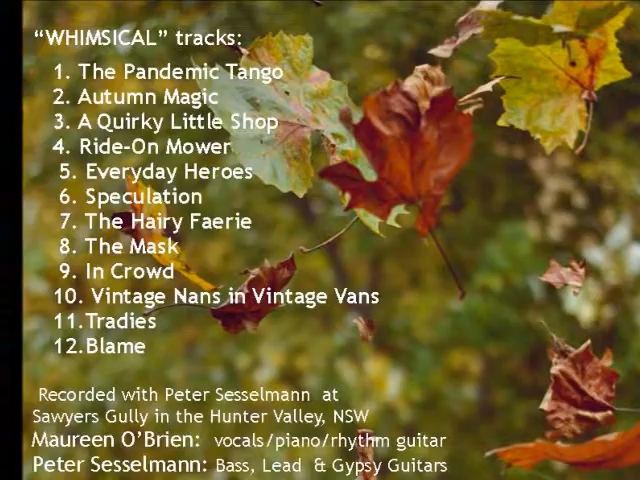 “WHIMSICAL” tracks:
1. The Pandemic Tango
2. Autumn Magic
3. A Quirky Little Shop
4. Ride-On Mower
5. Everyday Heroes
6. Speculation
7. The Hairy Faerie
8. The Mask
9. In Crowd
10. Vintage Nans in Vintage Vans
11.Tradies
12.Blame
Recorded with Peter Sesselmann at
Sawyers Gully in the Hunter Valley, NSW
Maureen O’Brien: vocals/piano/rhythm guitar
Peter Sesselmann: Bass, Lead & Gypsy Guitars